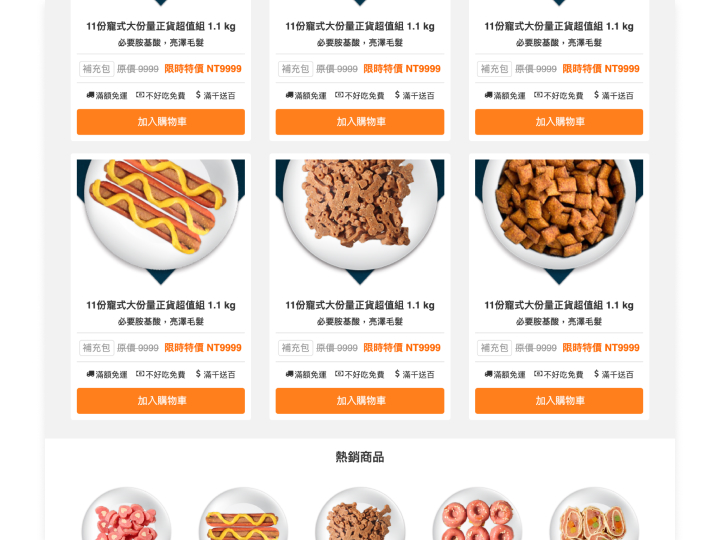 11份寵式大份量正貨超值組 1.1 kg
必要胺基酸，亮澤毛髮
補充包 原價 9999 限時特價 NT9999
滿額免運 不好吃免費 滿千送百
加入購物車
11份寵式大份量正貨超值組 1.1 kg
必要胺基酸，亮澤毛髮
補充包 原價 9999 限時特價 NT9999
滿額免運 不好吃免費 $ 滿千送百
加入購物車
11份寵式大份量正貨超值組 1.1 kg
必要胺基酸，亮澤毛髮
補充包 原價 9999 限時特價 NT9999
滿額免運 不好吃免費 $ 滿千送百
加入購物車
11份寵式大份量正貨超值組 1.1 kg
必要胺基酸，亮澤毛髮
補充包 原價 9999 限時特價 NT9999
滿額免運 不好吃免費 $ 滿千送百
加入購物車
11份寵式大份量正貨超值組 1.1 kg
必要胺基酸，亮澤毛髮
補充包 原價 9999 限時特價 NT9999
滿額免運 不好吃免費 $ 滿千送百
加入購物車
11份寵式大份量正貨超值組 1.1 kg
必要胺基酸，亮澤毛髮
補充包 原價 9999 限時特價 NT9999
滿額免運 不好吃免費 $ 滿千送百
加入購物車
熱銷商品